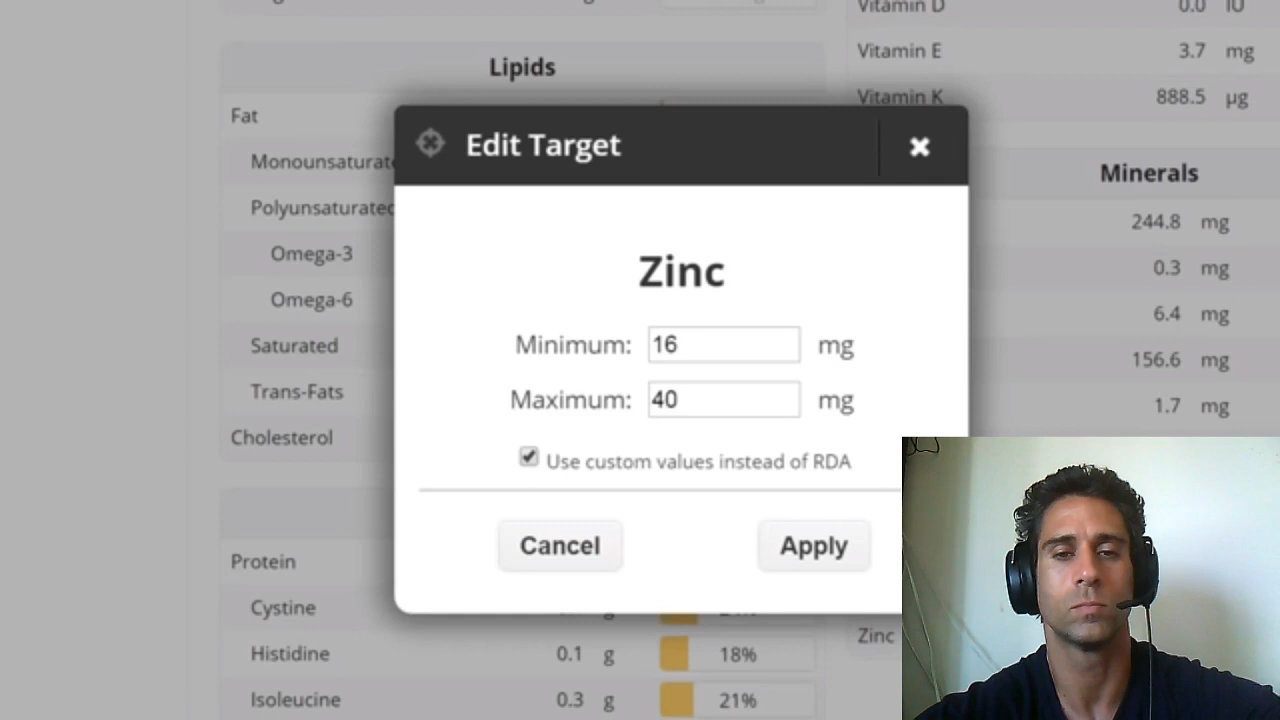 Lipids
Fat
Monounsaturate
Polyunsaturated
Omega-3
Omega-6
Saturated
Trans-Fats
Cholesterol
Protein
Cystine g
Histidine 0.1 g 18%
Isoleucine 0.3 g 21%
Edit Target
Zinc
Minimum: 16 mg
Maximum: 40 mg
Use custom values instead of RDA
Cancel Apply
Vitamin D 0.0 IU
Vitamin E 3.7 mg
Vitamin K 888.5 µg
Minerals
244.8 mg
0.3 mg
6.4 mg
156.6 mg
1.7 mg
Zinc